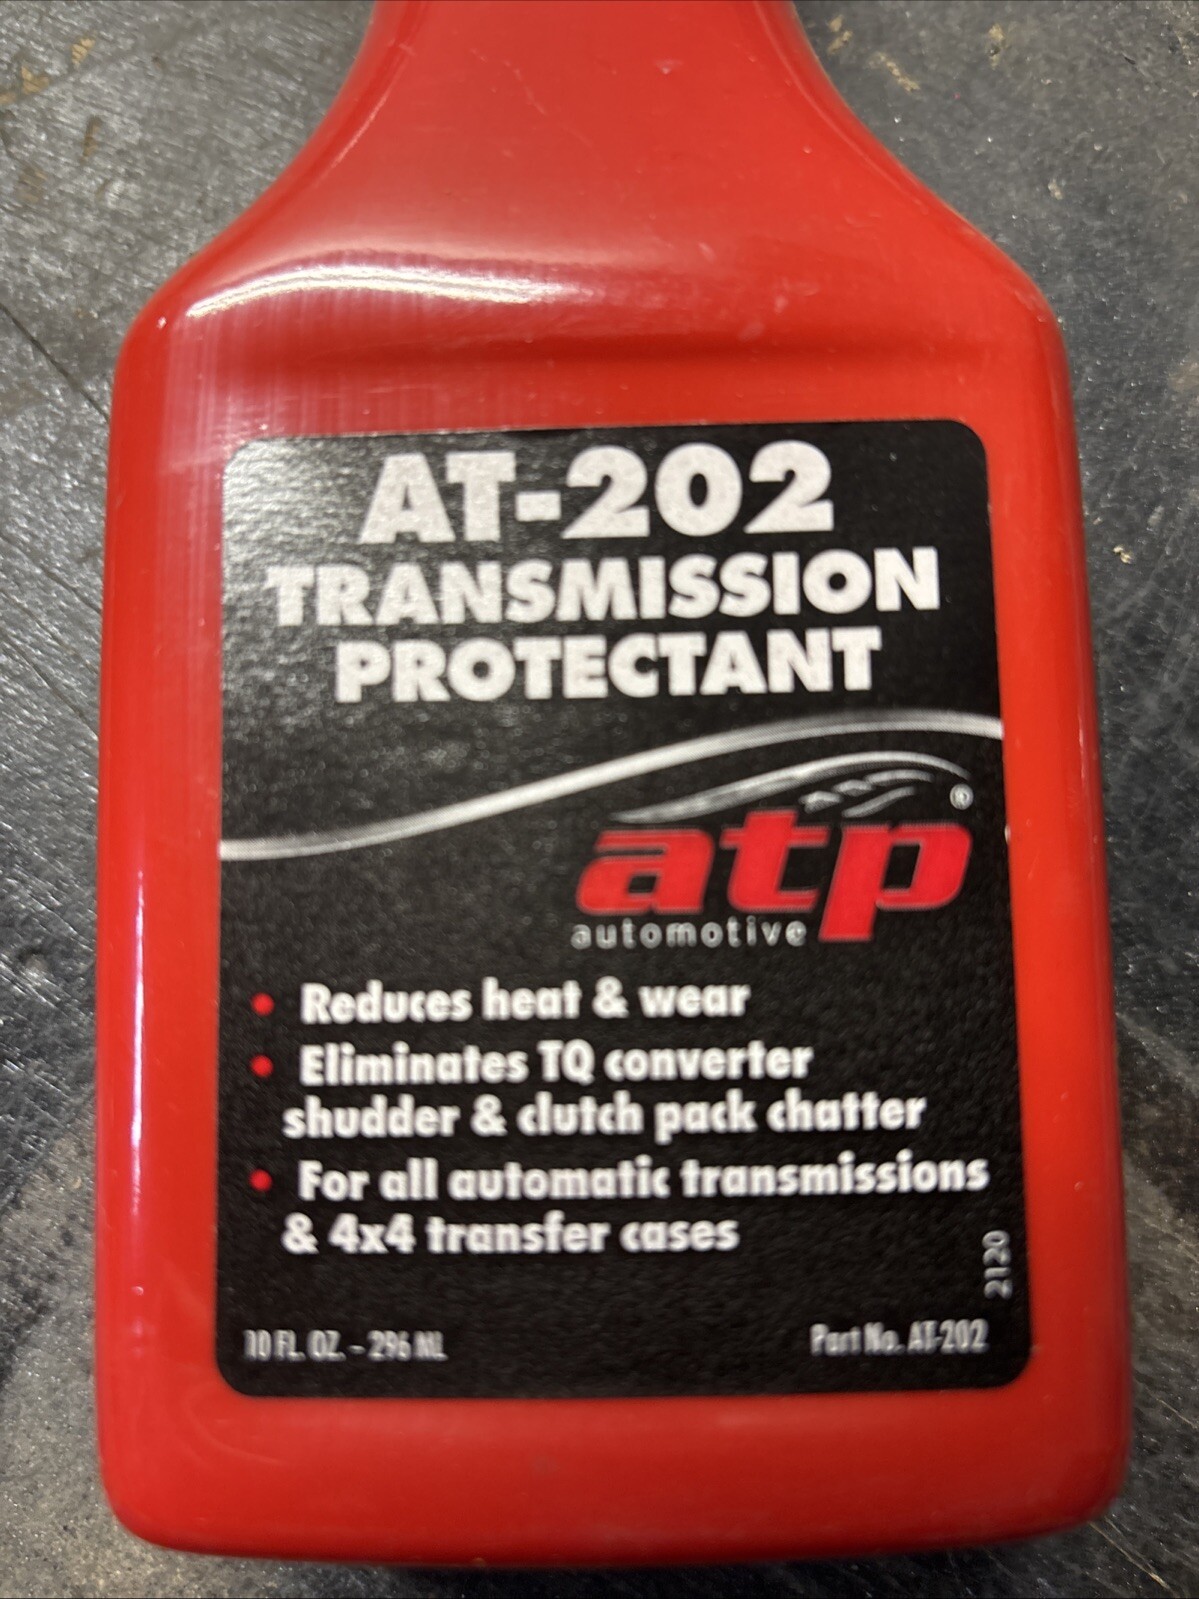 AT-202
TRANSMISSION
PROTECTANT
atp®
automotive
• Reduces heat & wear
• Eliminates TQ converter
shudder & clutch pack chatter
• For all automatic transmissions
& 4x4 transfer cases
2120
10 FL. OZ. - 296 ML
Part No. AT-202